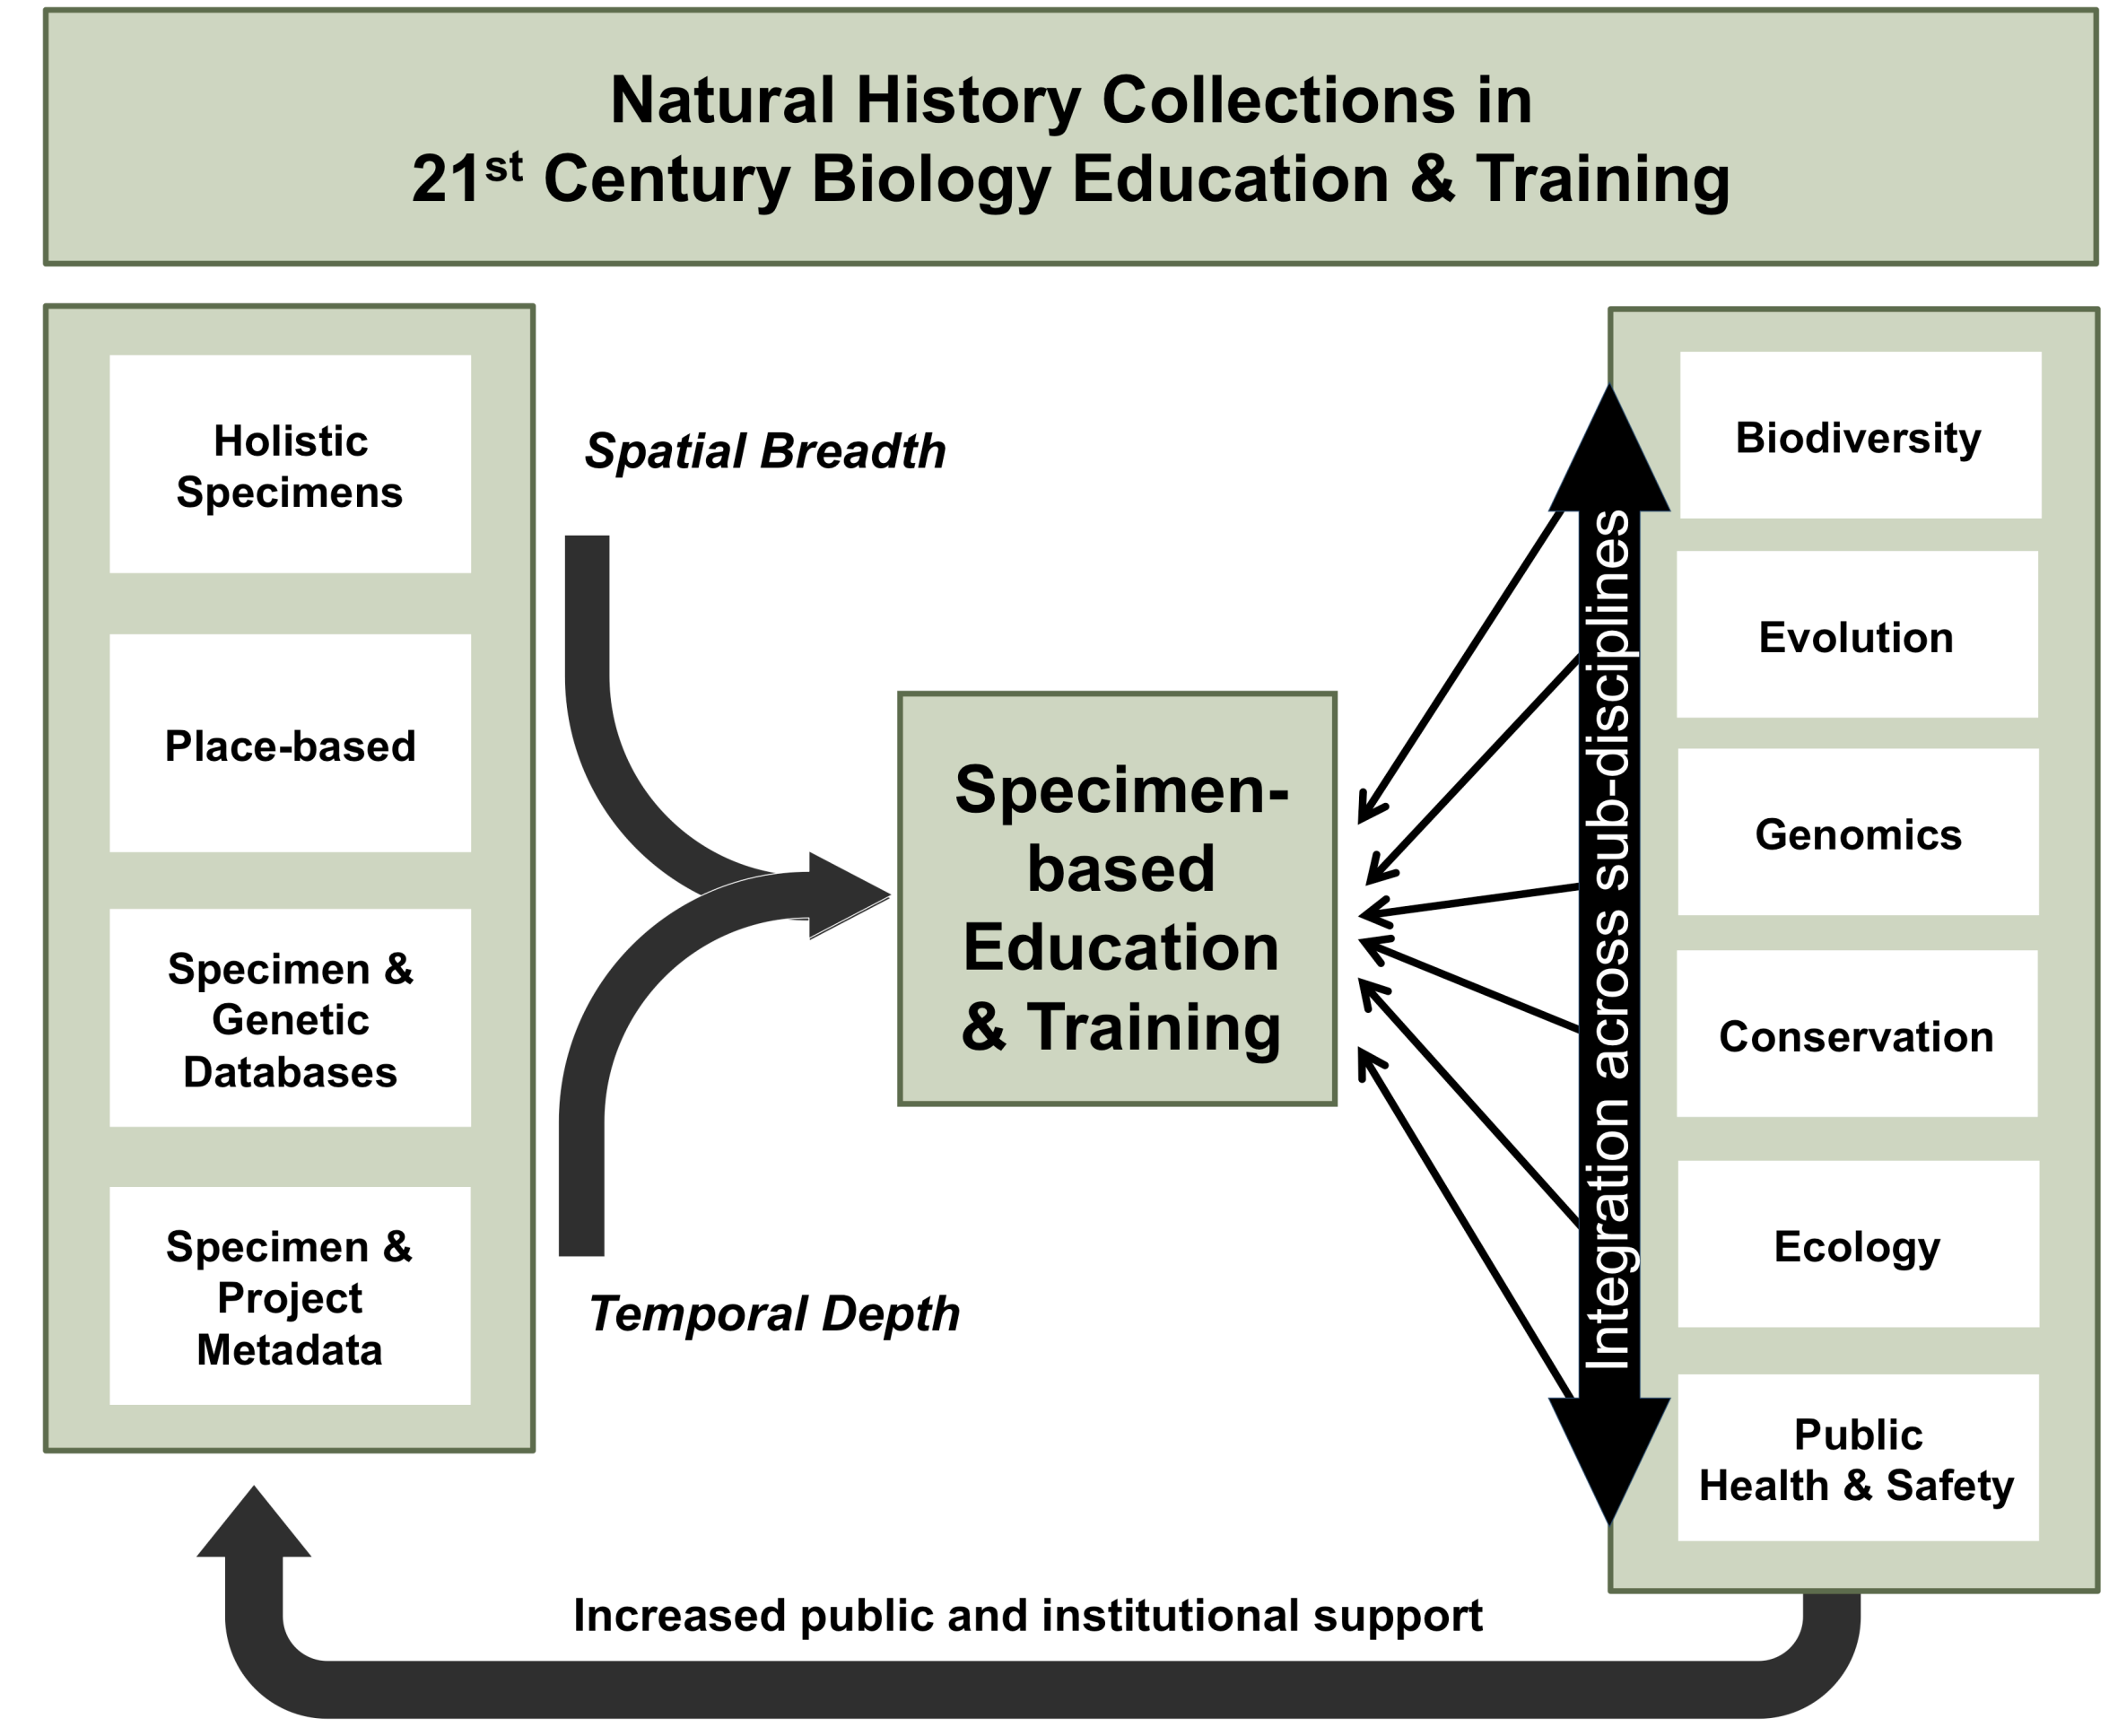 Natural History Collections in
21st Century Biology Education & Training
Holistic
Specimens
Place-based
Specimen &
Genetic
Databases
Specimen &
Project
Metadata
Spatial Breadth
Temporal Depth
Specimen-
based
Education
& Training
Integration across sub-disciplines
Biodiversity
Evolution
Genomics
Conservation
Ecology
Public
Health & Safety
Increased public and institutional support